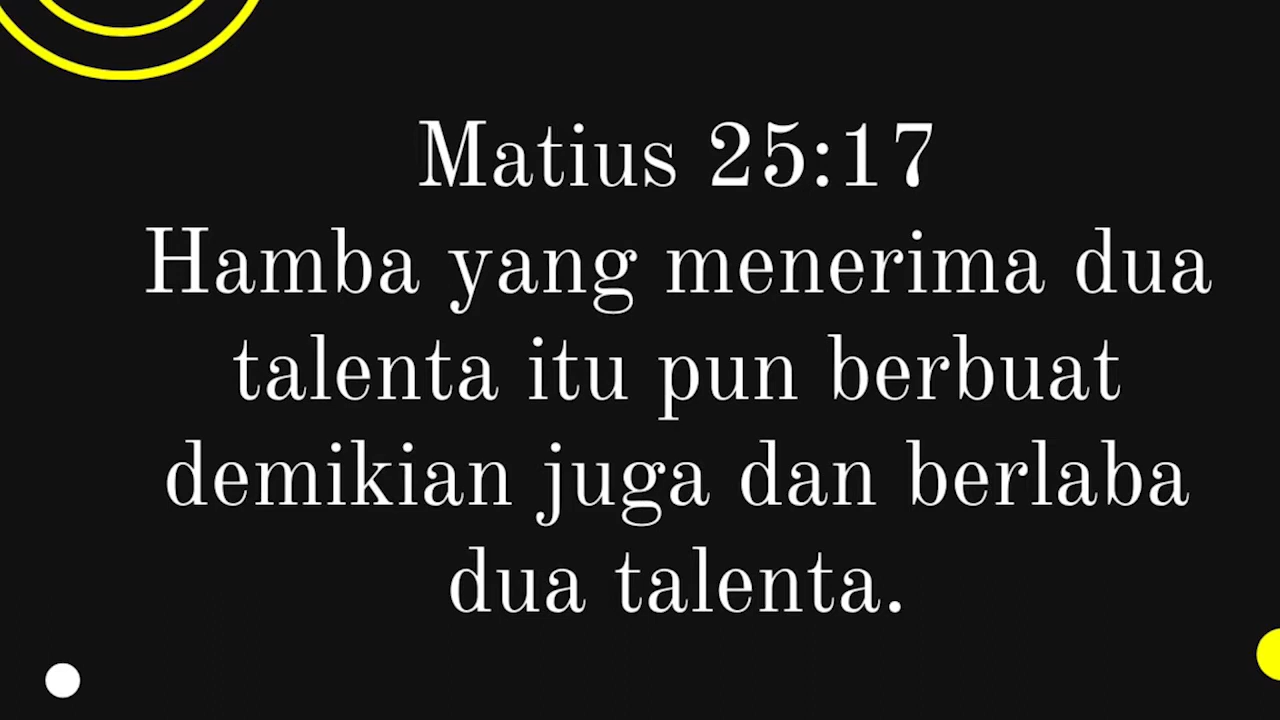 Matius 25:17
Hamba yang menerima dua
talenta itu pun berbuat
demikian juga dan berlaba
dua talenta.